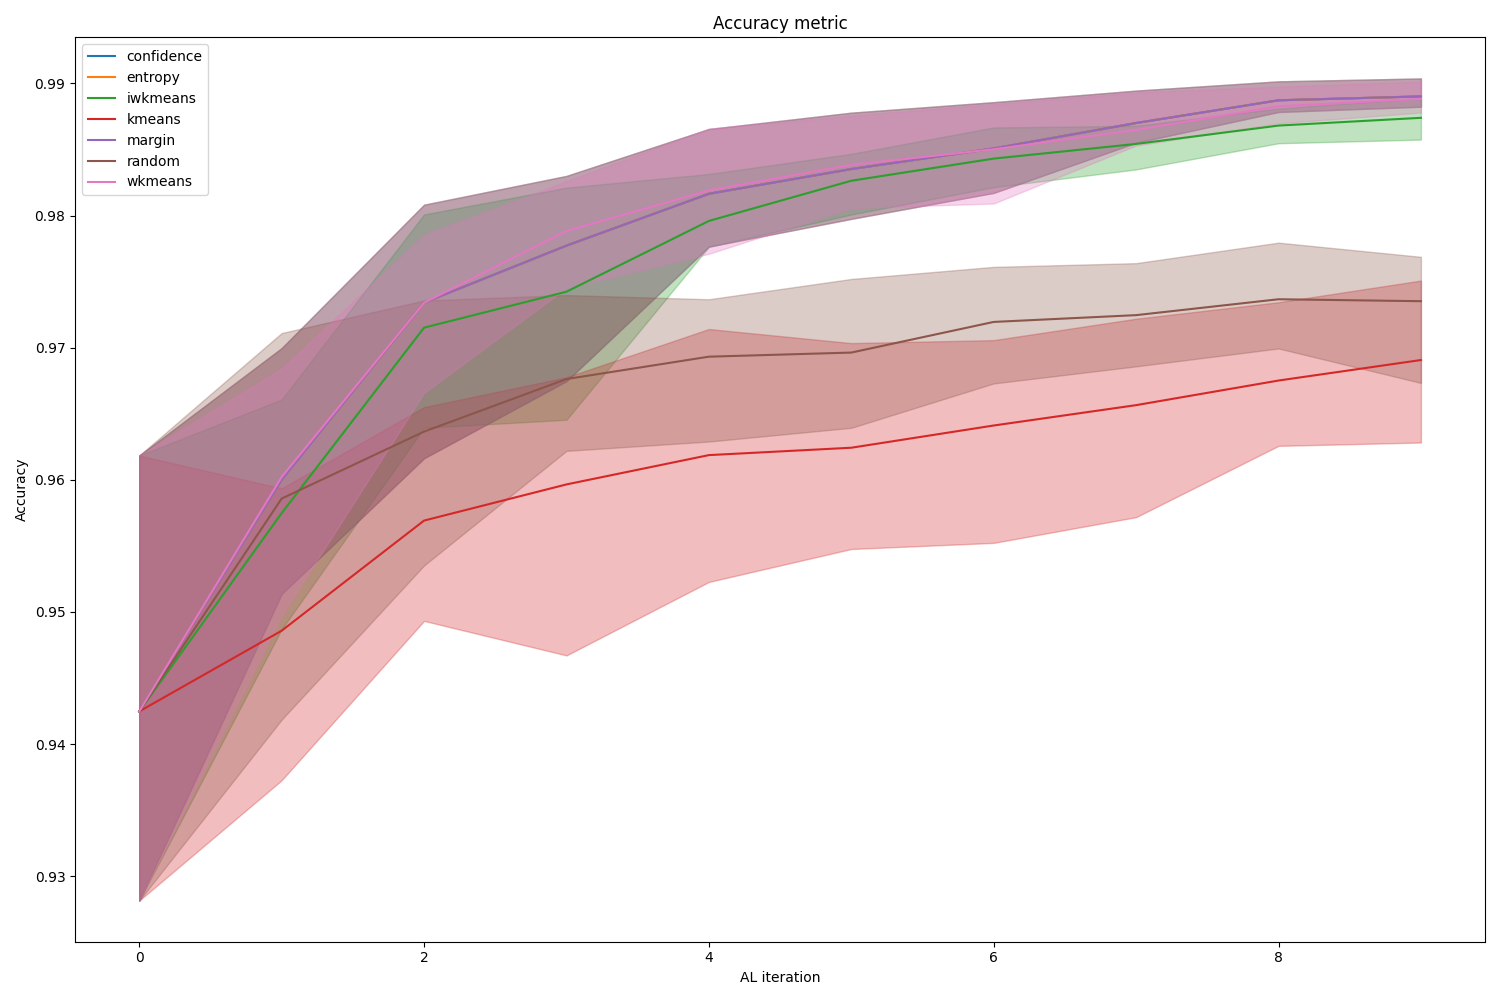 Accuracy metric
confidence
entropy
iwkmeans
kmeans
margin
random
wkmeans
0.99
0.98
0.97
0.96
0.95
0.94
0.93
Accuracy
0 2 4 6 8
AL iteration